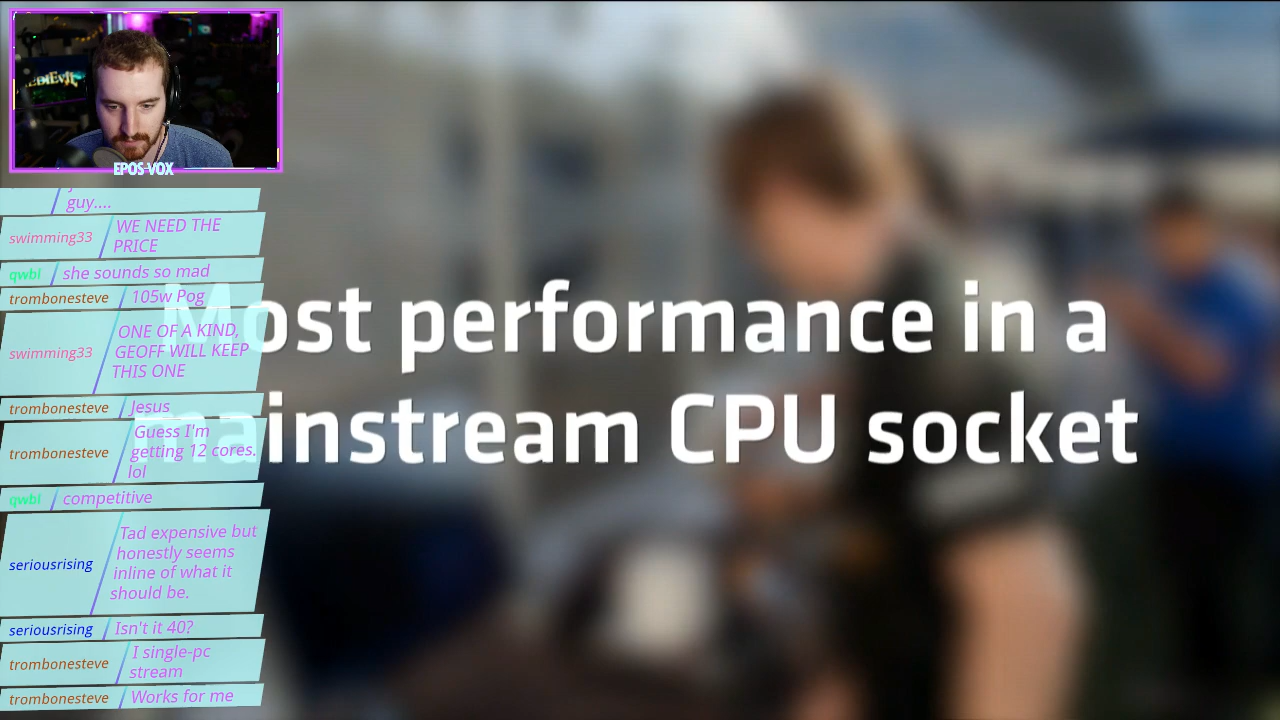 MEDIEVIL
EPOS VOX
guy....
swimming33 WE NEED THE
PRICE
qwbl she sounds so mad
trombonesteve 105w Pog
swimming33 ONE OF A KIND,
GEOFF WILL KEEP
THIS ONE
trombonesteve Jesus
trombonesteve Guess I'm
getting 12 cores.
lol
qwbl competitive
seriousrising Tad expensive but
honestly seems
inline of what it
should be.
seriousrising Isn't it 40?
trombonesteve I single-pc
stream
trombonesteve Works for me
Most performance in a
mainstream CPU socket